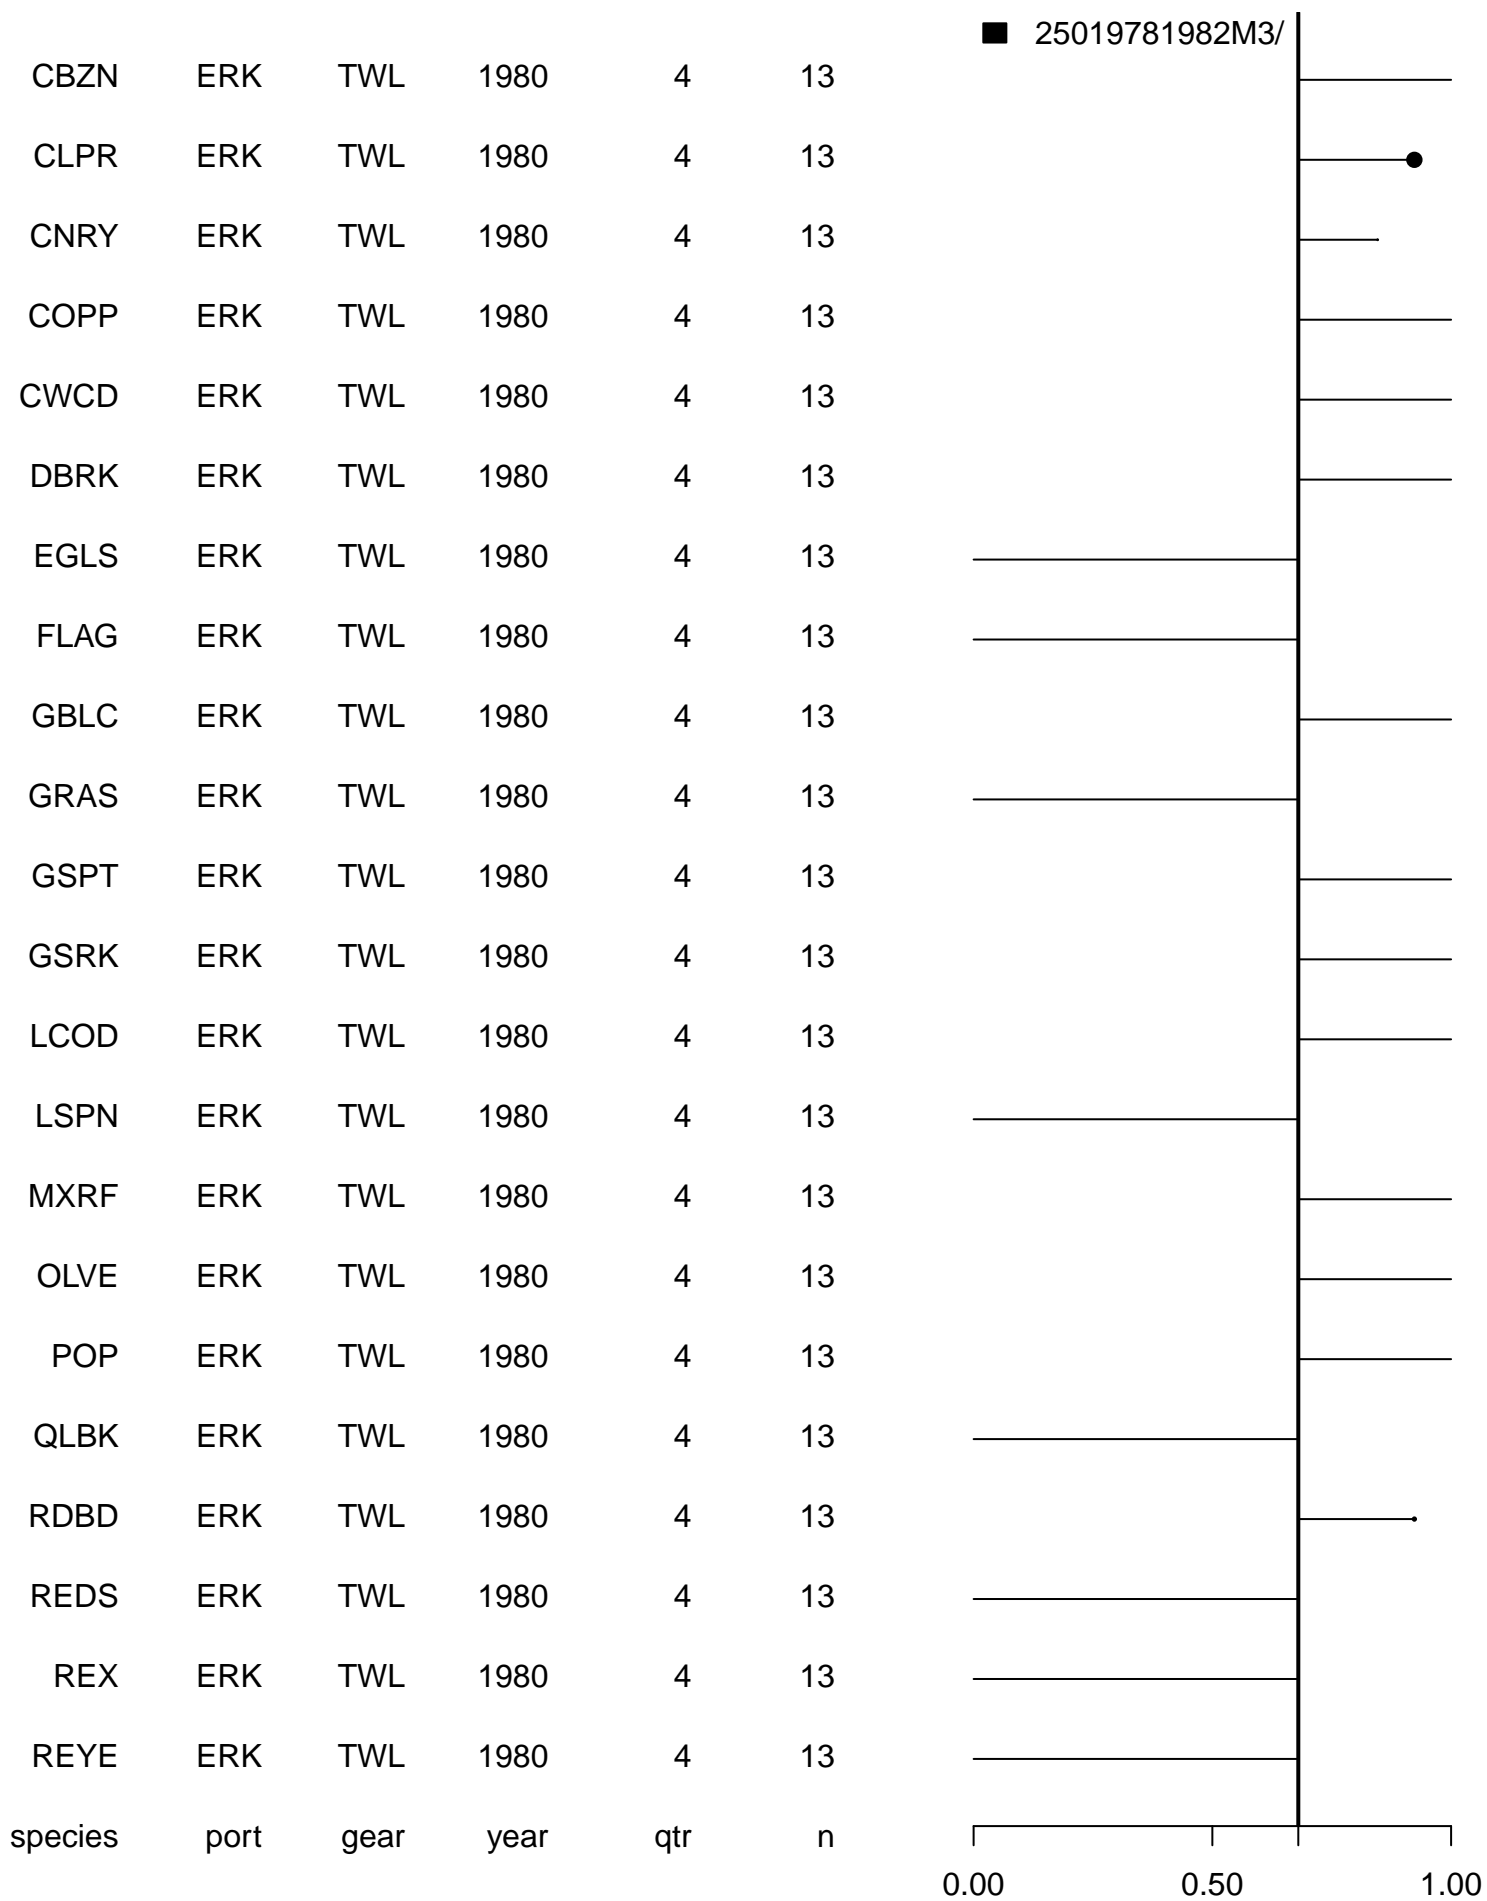 25019781982M3/
CBZN ERK TWL 1980 4 13
CLPR ERK TWL 1980 4 13
CNRY ERK TWL 1980 4 13
COPP ERK TWL 1980 4 13
CWCD ERK TWL 1980 4 13
DBRK ERK TWL 1980 4 13
EGLS ERK TWL 1980 4 13
FLAG ERK TWL 1980 4 13
GBLC ERK TWL 1980 4 13
GRAS ERK TWL 1980 4 13
GSPT ERK TWL 1980 4 13
GSRK ERK TWL 1980 4 13
LCOD ERK TWL 1980 4 13
LSPN ERK TWL 1980 4 13
MXRF ERK TWL 1980 4 13
OLVE ERK TWL 1980 4 13
POP ERK TWL 1980 4 13
QLBK ERK TWL 1980 4 13
RDBD ERK TWL 1980 4 13
REDS ERK TWL 1980 4 13
REX ERK TWL 1980 4 13
REYE ERK TWL 1980 4 13
species port gear year qtr n
0.00 0.50 1.00